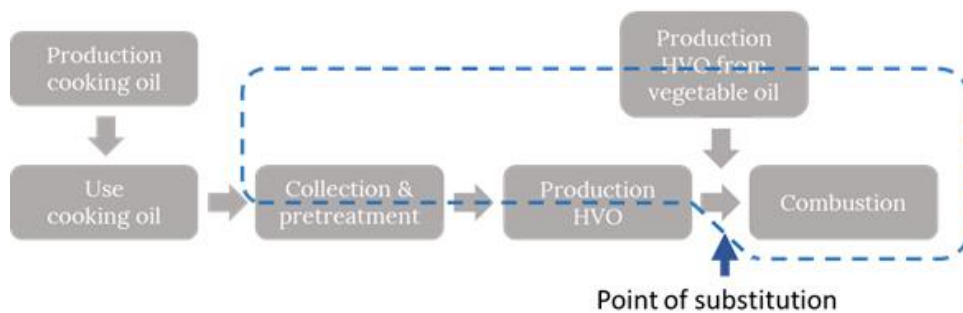 Production
cooking oil
Production
HVO from
vegetable oil
Use
cooking oil
Collection &
pretreatment
Production
HVO
Combustion
Point of substitution